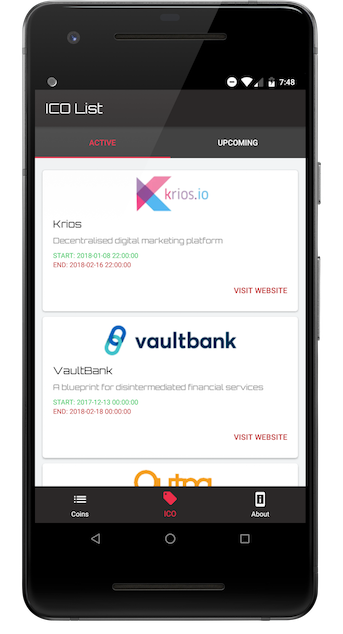 7:48
ICO List
ACTIVE
UPCOMING
krios.io
Krios
Decentralised digital marketing platform
START: 2018-01-08 22:00:00
END: 2018-02-16 22:00:00
VISIT WEBSITE
vaultbank
VaultBank
A blueprint for disintermediated financial services
START: 2017-12-13 00:00:00
END: 2018-02-18 00:00:00
VISIT WEBSITE
Coins
ICO
About